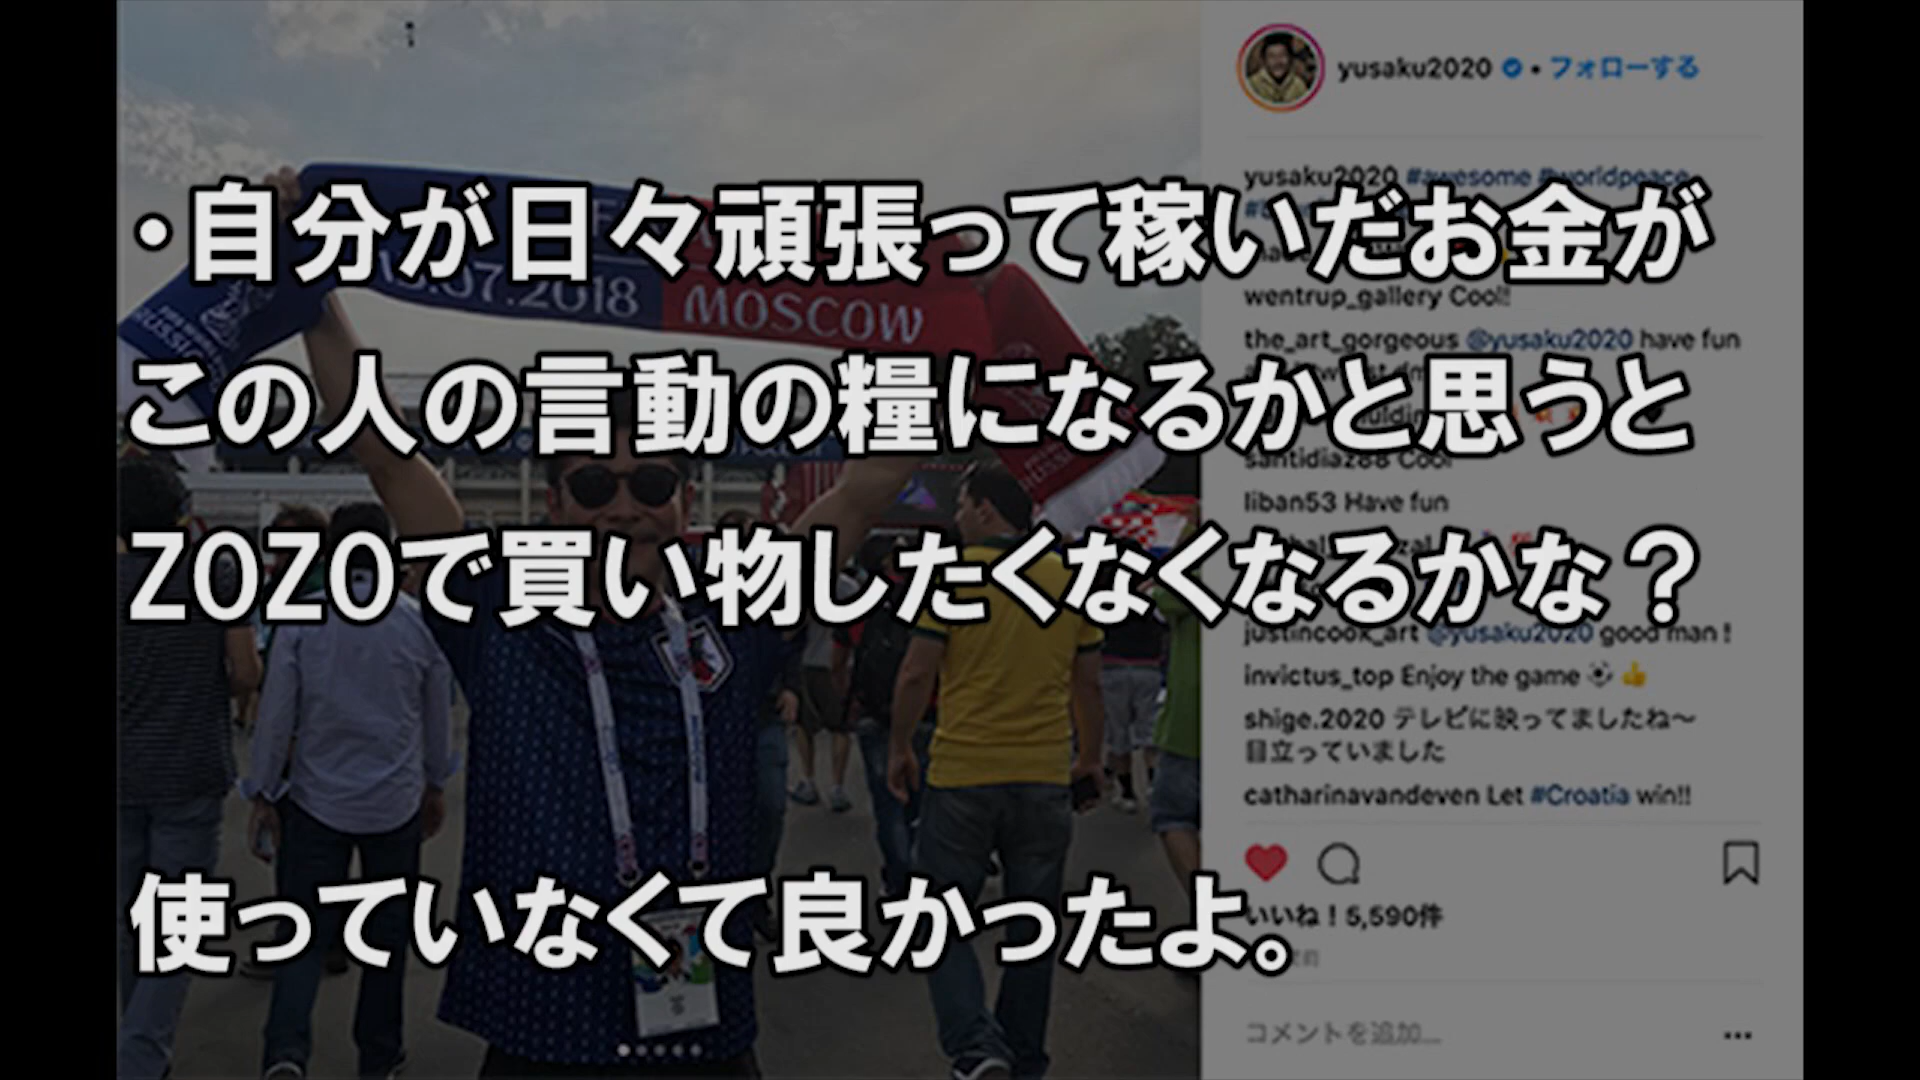 ・自分が日々頑張って稼いだお金が
この人の言動の糧になるかと思うと
ZOZOで買い物したくなくなるかな？
使っていなくて良かったよ。
15.07.2018 MOSCOW
yusaku2020 • フォローする
yusaku2020 #awesome #worldpeace
wentrup_gallery Cool!
the_art_gorgeous @yusaku2020 have fun
santidiaz88 Cool
liban53 Have fun
justincook_art @yusaku2020 good man !
invictus_top Enjoy the game ⚽👍
shige.2020 テレビに映ってましたね〜
目立っていました
catharinavandeven Let #Croatia win!!
いいね！5,590件
コメントを追加...